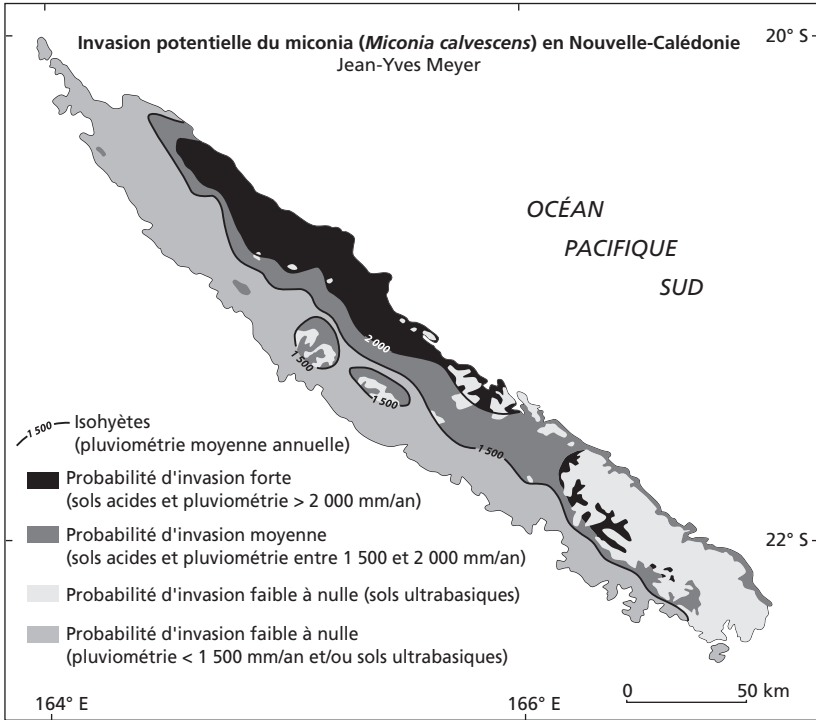 Invasion potentielle du miconia (Miconia calvescens) en Nouvelle-Calédonie
Jean-Yves Meyer
20° S
OCÉAN
PACIFIQUE
SUD
2 000
1 500
1 500
1 500
1 500
Isohyètes
(pluviométrie moyenne annuelle)
Probabilité d'invasion forte
(sols acides et pluviométrie > 2 000 mm/an)
Probabilité d'invasion moyenne
(sols acides et pluviométrie entre 1 500 et 2 000 mm/an)
22° S
Probabilité d'invasion faible à nulle (sols ultrabasiques)
Probabilité d'invasion faible à nulle
(pluviométrie < 1 500 mm/an et/ou sols ultrabasiques)
164° E
166° E
0 50 km